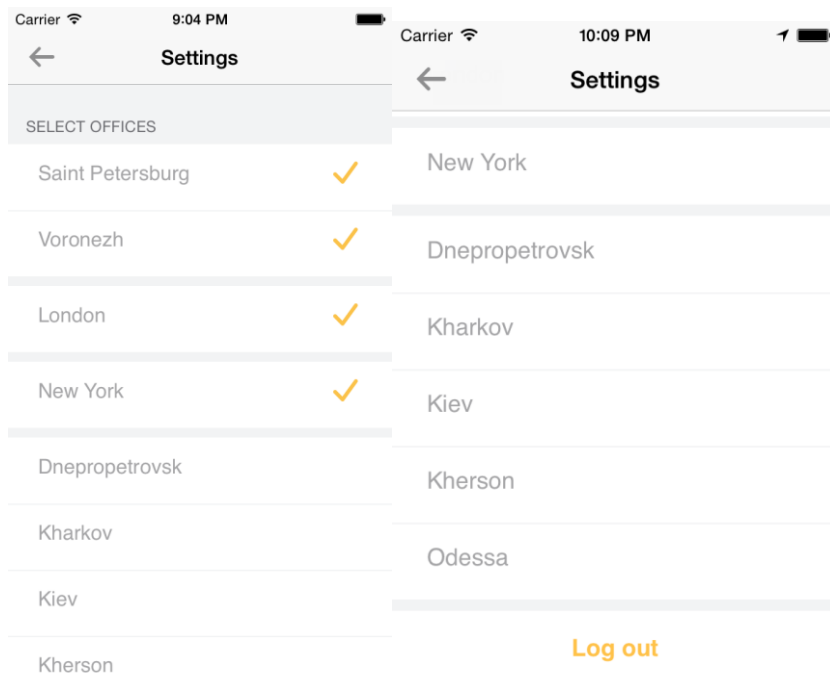 Carrier 9:04 PM
Settings
SELECT OFFICES
Saint Petersburg
Voronezh
London
New York
Dnepropetrovsk
Kharkov
Kiev
Kherson
Carrier 10:09 PM
Settings
New York
Dnepropetrovsk
Kharkov
Kiev
Kherson
Odessa
Log out